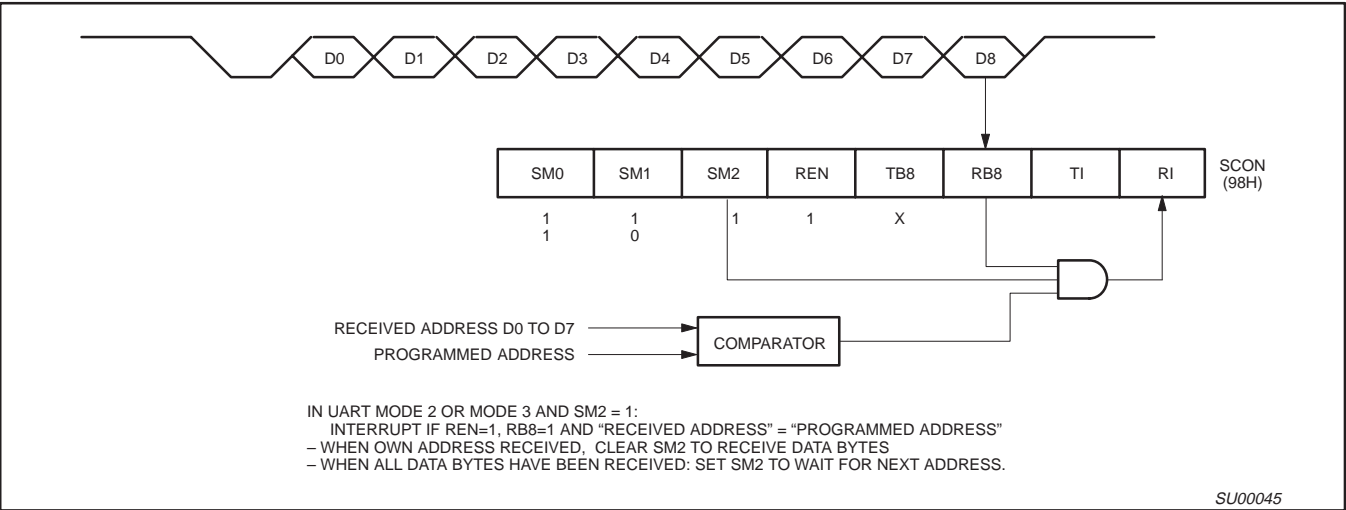 D0 D1 D2 D3 D4 D5 D6 D7 D8
SM0 SM1 SM2 REN TB8 RB8 TI RI
SCON
(98H)
1 1 1 1 X
1 0
RECEIVED ADDRESS D0 TO D7
PROGRAMMED ADDRESS
COMPARATOR
IN UART MODE 2 OR MODE 3 AND SM2 = 1:
INTERRUPT IF REN=1, RB8=1 AND “RECEIVED ADDRESS” = “PROGRAMMED ADDRESS”
– WHEN OWN ADDRESS RECEIVED, CLEAR SM2 TO RECEIVE DATA BYTES
– WHEN ALL DATA BYTES HAVE BEEN RECEIVED: SET SM2 TO WAIT FOR NEXT ADDRESS.
SU00045